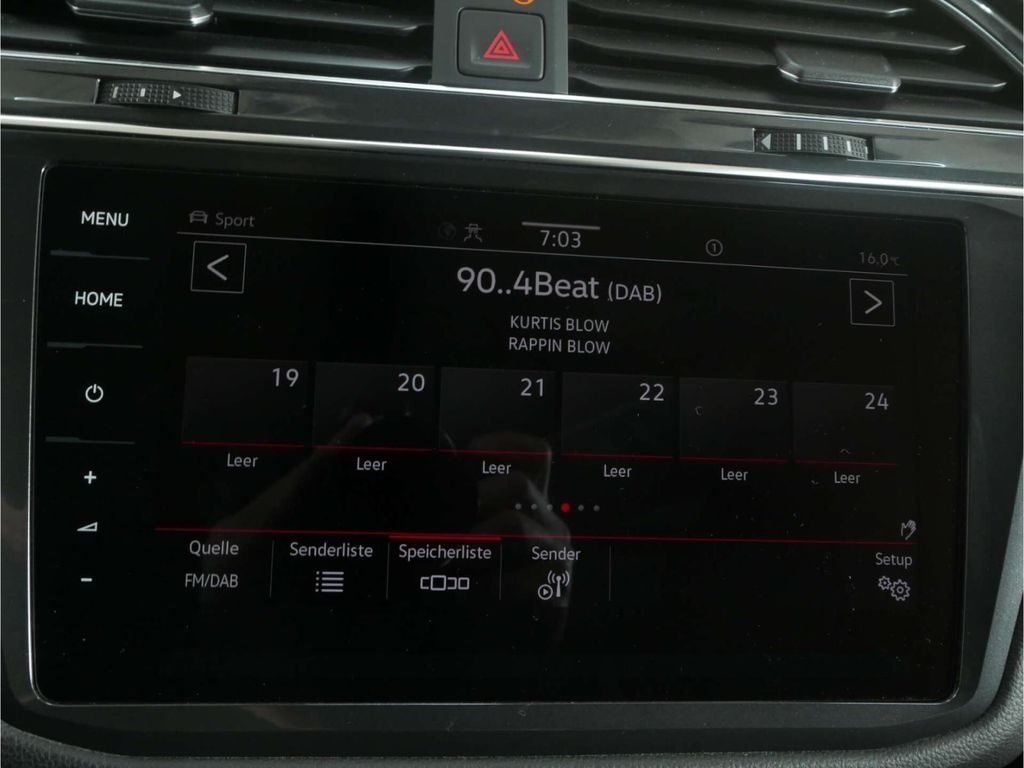 MENU
HOME
Sport
7:03
1
16,0°C
<
90..4Beat (DAB)
>
KURTIS BLOW
RAPPIN BLOW
19 20 21 22 23 24
Leer Leer Leer Leer Leer Leer
+
-
Quelle Senderliste Speicherliste Sender Setup
FM/DAB